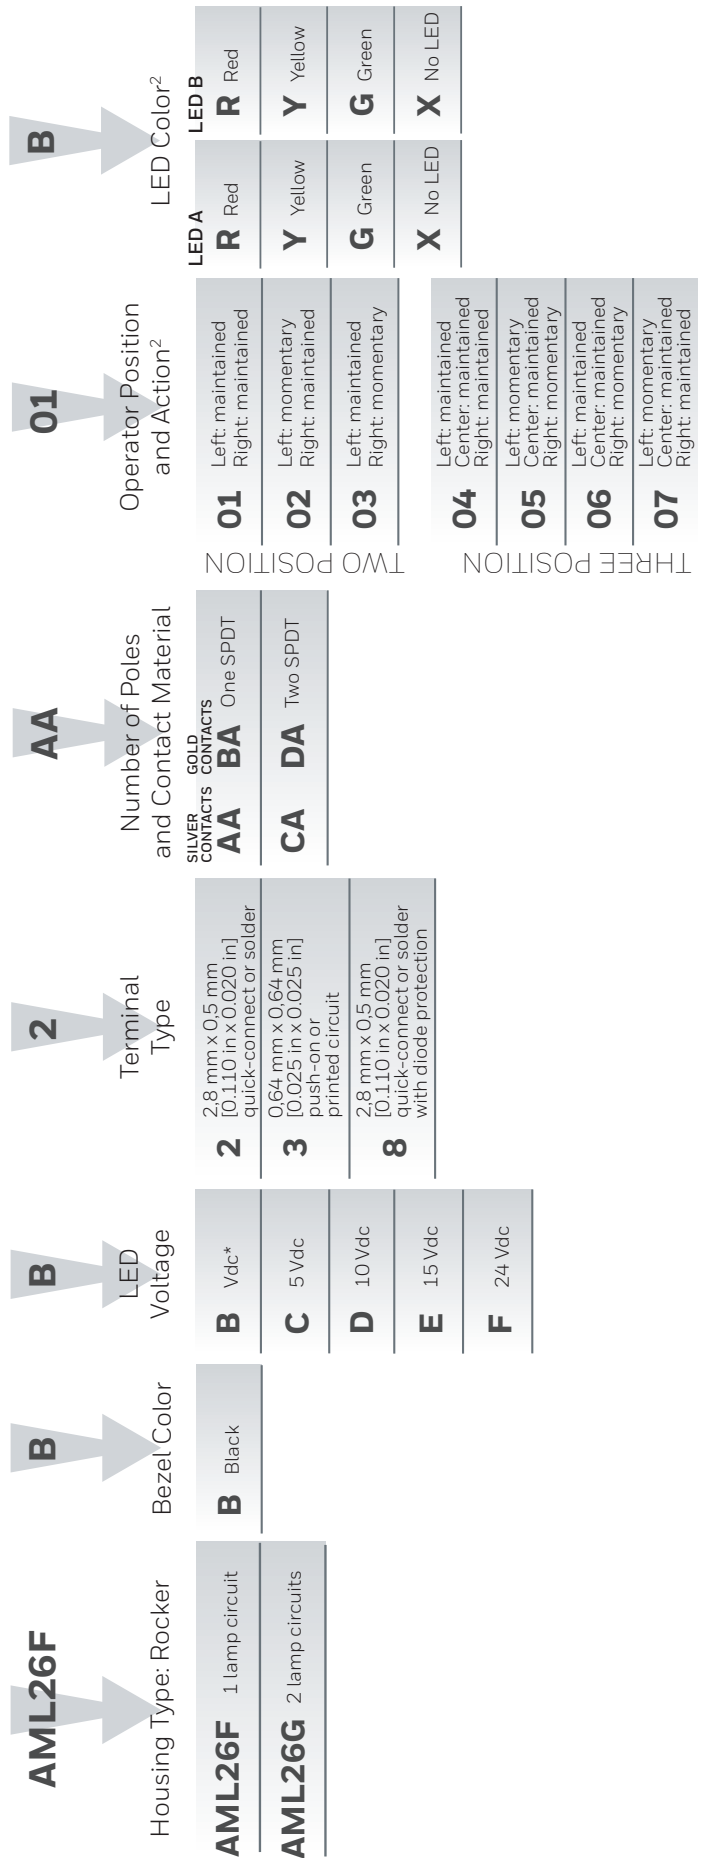 AML26F
Housing Type: Rocker
AML26F 1 lamp circuit
AML26G 2 lamp circuits
B
Bezel Color
B Black
B
LED
Voltage
B Vdc*
C 5 Vdc
D 10 Vdc
E 15 Vdc
F 24 Vdc
2
Terminal
Type
2 2,8 mm x 0,5 mm
[0.110 in x 0.020 in]
quick-connect or solder
3 0,64 mm x 0,64 mm
[0.025 in x 0.025 in]
push-on or
printed circuit
8 2,8 mm x 0,5 mm
[0.110 in x 0.020 in]
quick-connect or solder
with diode protection
AA
Number of Poles
and Contact Material
SILVER
CONTACTS
GOLD
CONTACTS
AA BA One SPDT
CA DA Two SPDT
01
Operator Position
and Action2
TWO POSITION
01 Left: maintained
Right: maintained
02 Left: momentary
Right: maintained
03 Left: maintained
Right: momentary
THREE POSITION
04 Left: maintained
Center: maintained
Right: maintained
05 Left: momentary
Center: maintained
Right: momentary
06 Left: maintained
Center: maintained
Right: momentary
07 Left: momentary
Center: maintained
Right: maintained
B
LED Color2
LED A
R Red
Y Yellow
G Green
X No LED
LED B
R Red
Y Yellow
G Green
X No LED